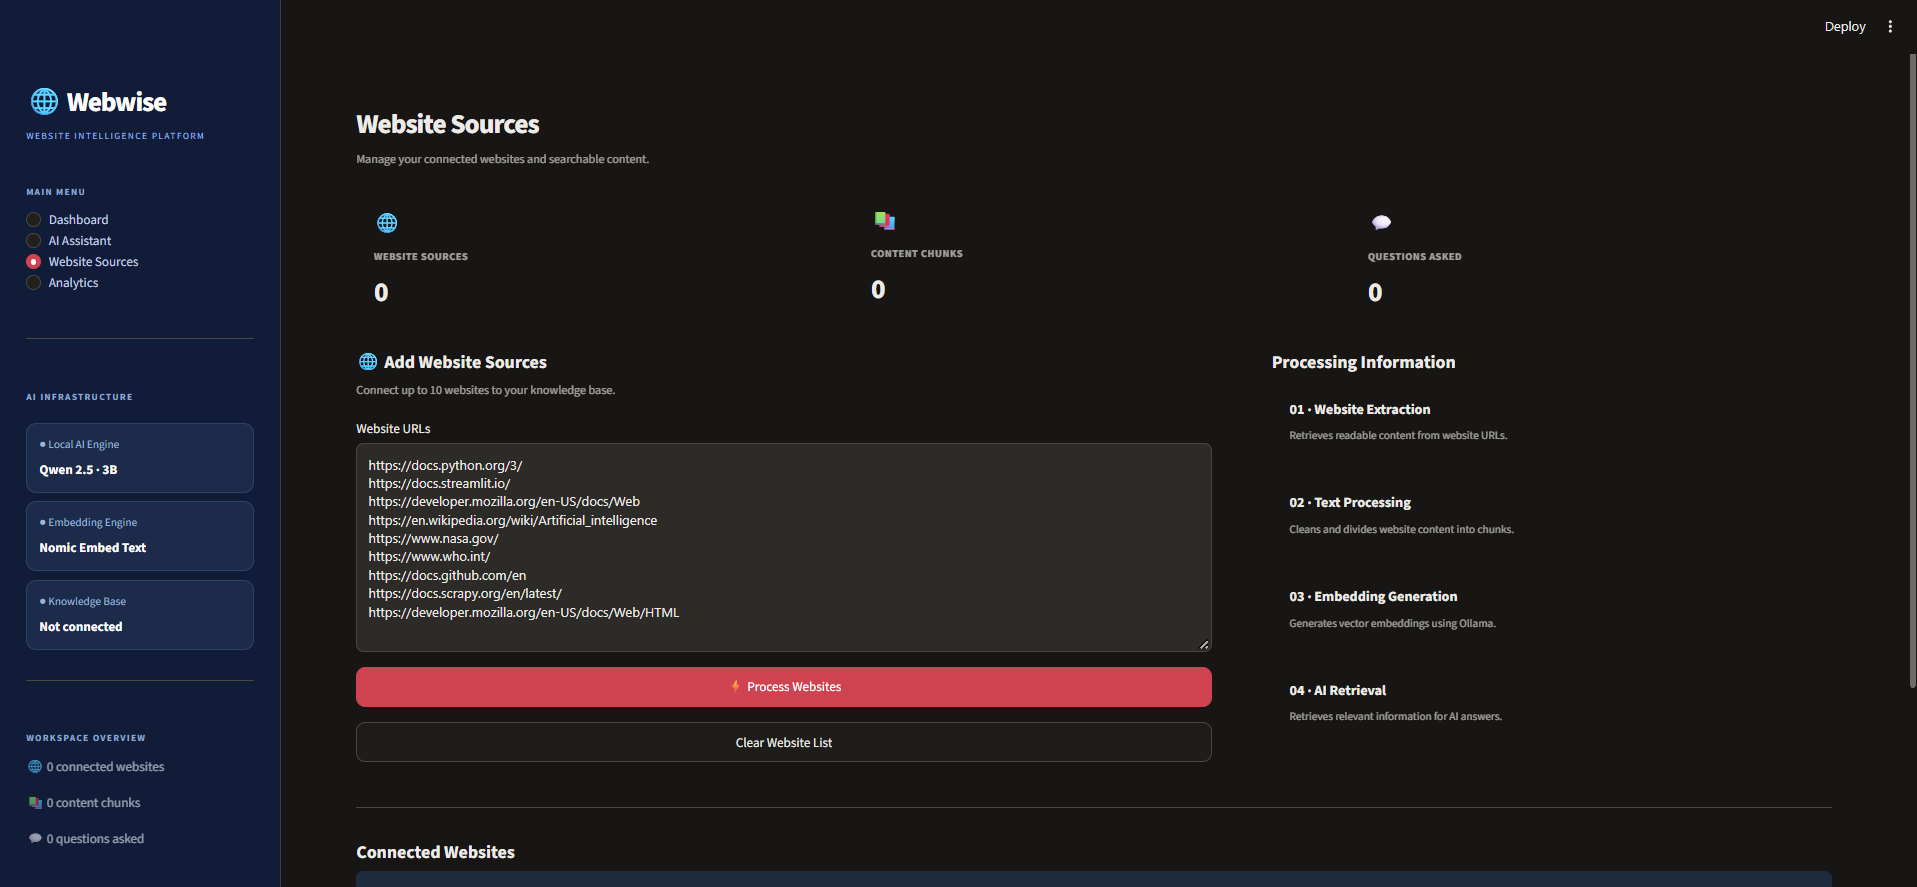 Deploy
Webwise
WEBSITE INTELLIGENCE PLATFORM
MAIN MENU
Dashboard
AI Assistant
Website Sources
Analytics
AI INFRASTRUCTURE
● Local AI Engine
Qwen 2.5 · 3B
● Embedding Engine
Nomic Embed Text
● Knowledge Base
Not connected
WORKSPACE OVERVIEW
0 connected websites
0 content chunks
0 questions asked
Website Sources
Manage your connected websites and searchable content.
WEBSITE SOURCES
0
CONTENT CHUNKS
0
QUESTIONS ASKED
0
Add Website Sources
Connect up to 10 websites to your knowledge base.
Website URLs
https://docs.python.org/3/
https://docs.streamlit.io/
https://developer.mozilla.org/en-US/docs/Web
https://en.wikipedia.org/wiki/Artificial_intelligence
https://www.nasa.gov/
https://www.who.int/
https://docs.github.com/en
https://docs.scrapy.org/en/latest/
https://developer.mozilla.org/en-US/docs/Web/HTML
Process Websites
Clear Website List
Processing Information
01 · Website Extraction
Retrieves readable content from website URLs.
02 · Text Processing
Cleans and divides website content into chunks.
03 · Embedding Generation
Generates vector embeddings using Ollama.
04 · AI Retrieval
Retrieves relevant information for AI answers.
Connected Websites